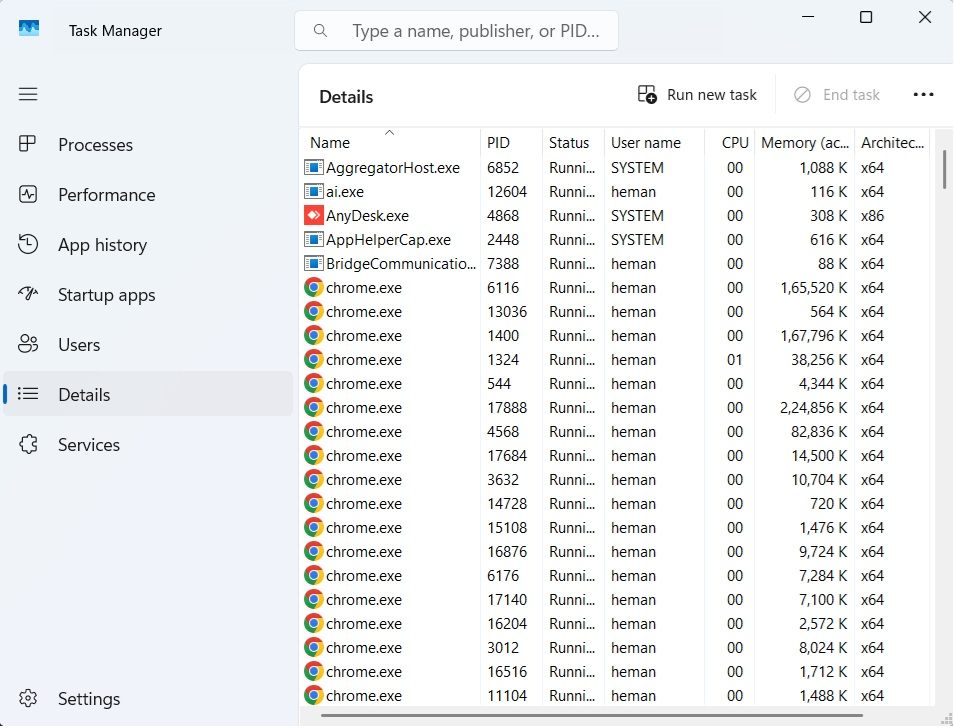 Task Manager
Type a name, publisher, or PID...
Details
Run new task
End task
Processes
Performance
App history
Startup apps
Users
Details
Services
Settings
Name PID Status User name CPU Memory (ac... Architec...
AggregatorHost.exe 6852 Runni... SYSTEM 00 1,088 K x64
ai.exe 12604 Runni... heman 00 116 K x64
AnyDesk.exe 4868 Runni... SYSTEM 00 308 K x86
AppHelperCap.exe 2448 Runni... SYSTEM 00 616 K x64
BridgeCommunicatio... 7388 Runni... heman 00 88 K x64
chrome.exe 6116 Runni... heman 00 1,65,520 K x64
chrome.exe 13036 Runni... heman 00 564 K x64
chrome.exe 1400 Runni... heman 00 1,67,796 K x64
chrome.exe 1324 Runni... heman 01 38,256 K x64
chrome.exe 544 Runni... heman 00 4,344 K x64
chrome.exe 17888 Runni... heman 00 2,24,856 K x64
chrome.exe 4568 Runni... heman 00 82,836 K x64
chrome.exe 17684 Runni... heman 00 14,500 K x64
chrome.exe 3632 Runni... heman 00 10,704 K x64
chrome.exe 14728 Runni... heman 00 720 K x64
chrome.exe 15108 Runni... heman 00 1,476 K x64
chrome.exe 16876 Runni... heman 00 9,724 K x64
chrome.exe 6176 Runni... heman 00 7,284 K x64
chrome.exe 17140 Runni... heman 00 7,100 K x64
chrome.exe 16204 Runni... heman 00 2,572 K x64
chrome.exe 3012 Runni... heman 00 8,024 K x64
chrome.exe 16516 Runni... heman 00 1,712 K x64
chrome.exe 11104 Runni... heman 00 1,488 K x64